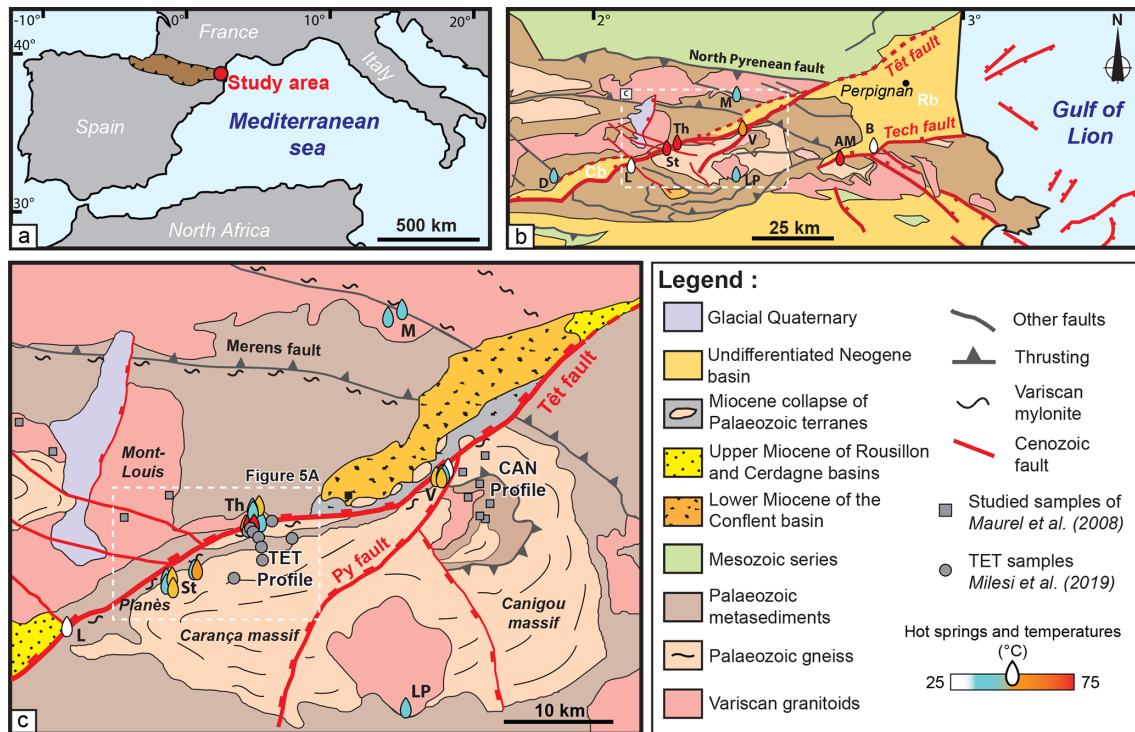 -10°
0°
10°
20°
40°
30°
France
Italy
Study area
Spain
Mediterranean
sea
North Africa
500 km
a
2°
3°
N
North Pyrenean fault
Têt fault
Perpignan
Rb
Gulf of
Lion
Tech fault
c
M
Th
V
St
AM
B
D
Cb
L
LP
25 km
b
M
Merens fault
Têt fault
Mont-
Louis
Figure 5A
CAN
Profile
V
Th
TET
Profile
Py fault
St
Planès
L
Carança massif
Canigou
massif
LP
10 km
c
Legend :
Glacial Quaternary
Undifferentiated Neogene
basin
Miocene collapse of
Palaeozoic terranes
Upper Miocene of Rousillon
and Cerdagne basins
Lower Miocene of the
Conflent basin
Mesozoic series
Palaeozoic
metasediments
Palaeozoic gneiss
Variscan granitoids
Other faults
Thrusting
Variscan
mylonite
Cenozoic
fault
Studied samples of
Maurel et al. (2008)
TET samples
Milesi et al. (2019)
Hot springs and temperatures
(°C)
25
75